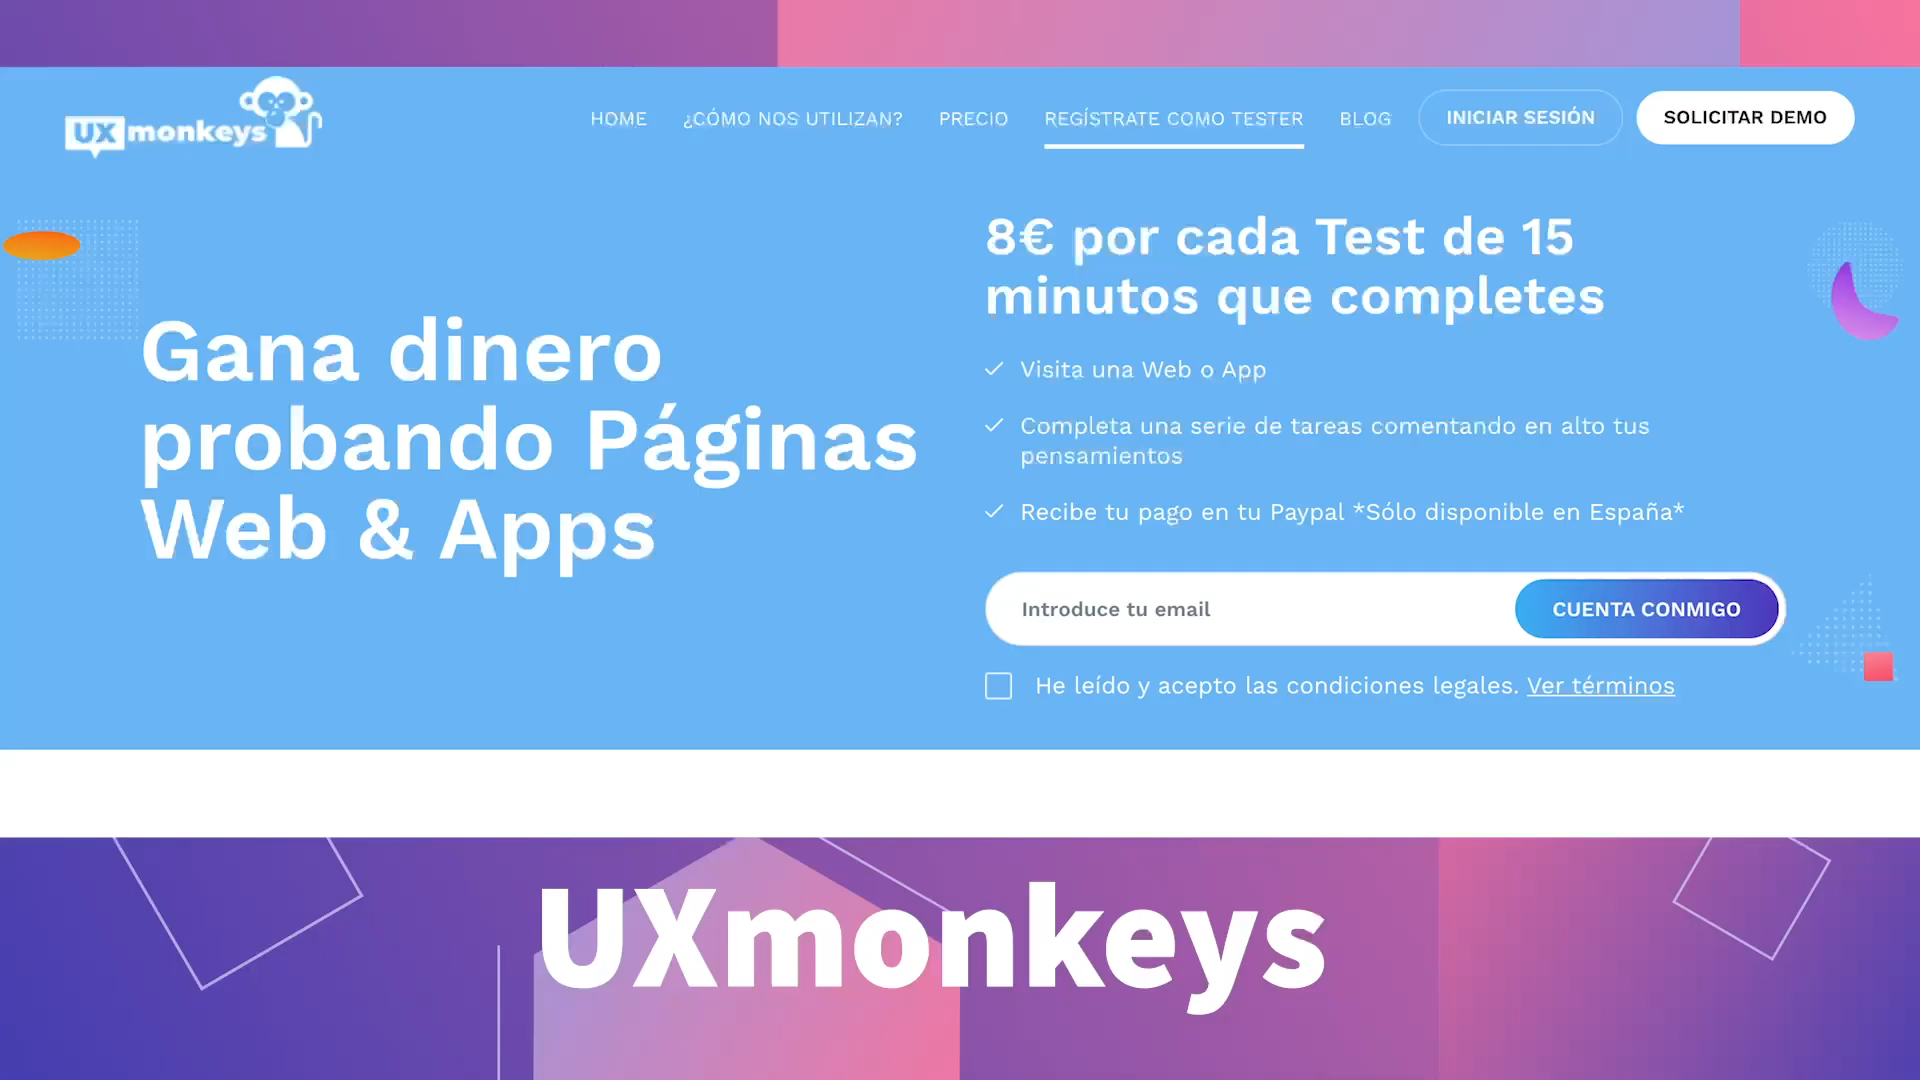 UX monkeys
HOME
¿CÓMO NOS UTILIZAN?
PRECIO
REGÍSTRATE COMO TESTER
BLOG
INICIAR SESIÓN
SOLICITAR DEMO
Gana dinero
probando Páginas
Web & Apps
8€ por cada Test de 15
minutos que completes
Visita una Web o App
Completa una serie de tareas comentando en alto tus
pensamientos
Recibe tu pago en tu Paypal *Sólo disponible en España*
Introduce tu email
CUENTA CONMIGO
He leído y acepto las condiciones legales. Ver términos
UXmonkeys